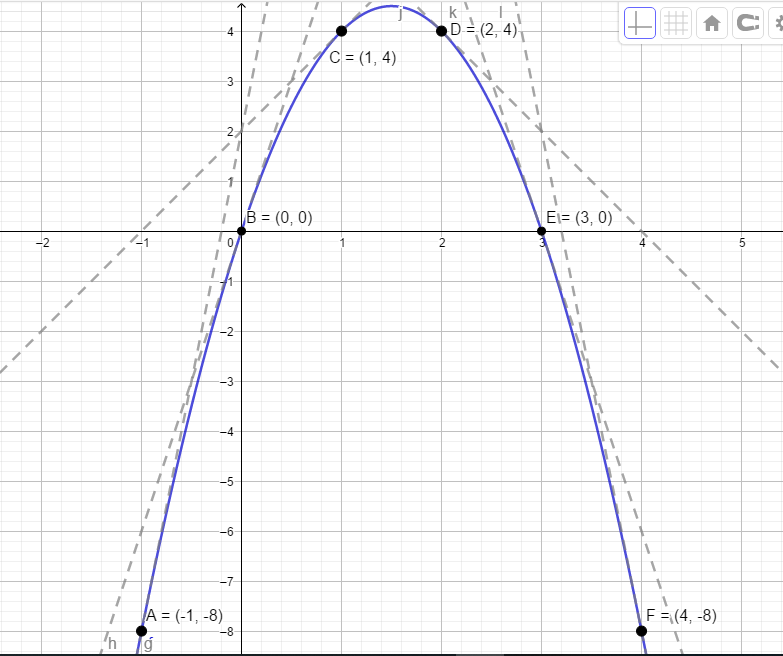 j k l
4 D = (2, 4)
C = (1, 4)
3
2
1
B = (0, 0) E = (3, 0)
–2 –1 0 1 2 3 4 5
–1
–2
–3
–4
–5
–6
–7
A = (-1, -8) F = (4, -8)
–8
h g